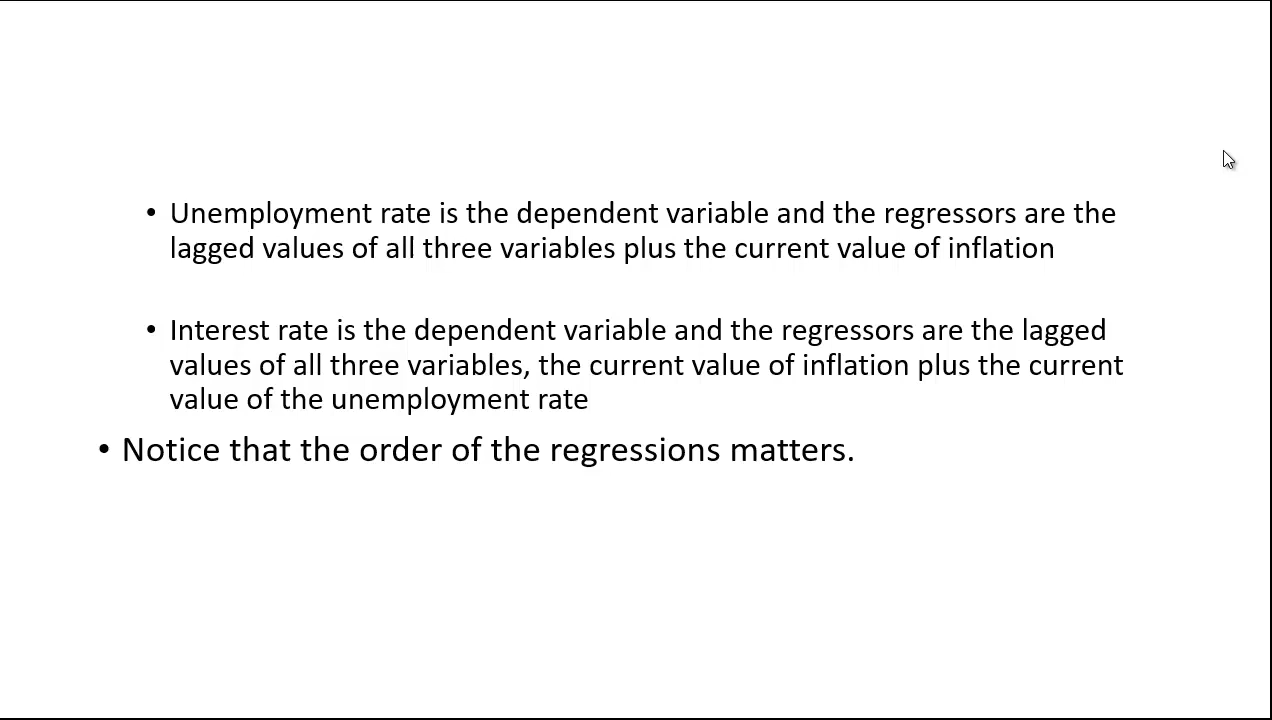 • Unemployment rate is the dependent variable and the regressors are the
lagged values of all three variables plus the current value of inflation
• Interest rate is the dependent variable and the regressors are the lagged
values of all three variables, the current value of inflation plus the current
value of the unemployment rate
• Notice that the order of the regressions matters.